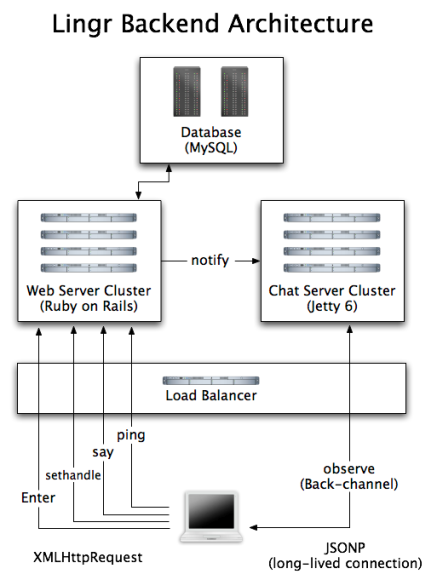 Lingr Backend Architecture
Database
(MySQL)
Web Server Cluster
(Ruby on Rails)
notify
Chat Server Cluster
(Jetty 6)
Load Balancer
ping
say
sethandle
Enter
observe
(Back-channel)
XMLHttpRequest
JSONP
(long-lived connection)